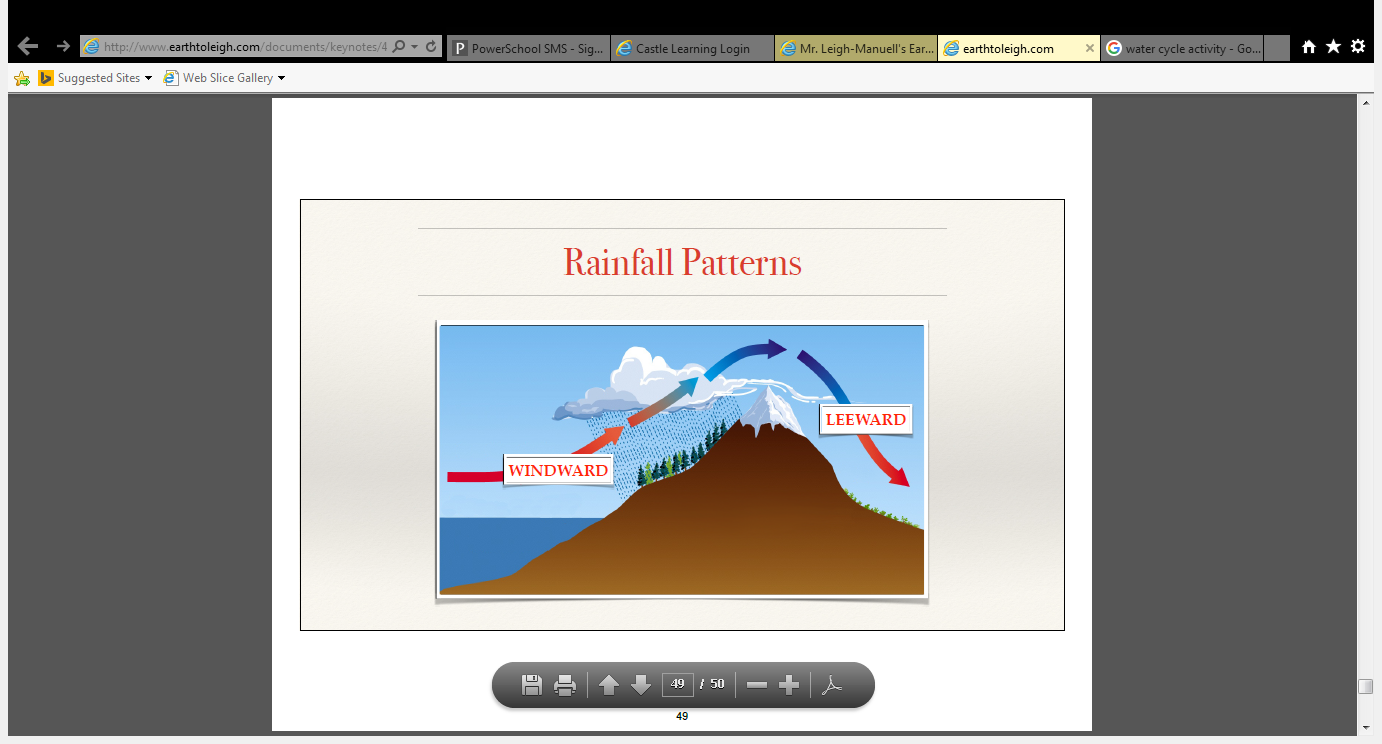 http://www.earthtoleigh.com/documents/keynotes/4
PowerSchool SMS - Sig...
Castle Learning Login
Mr. Leigh-Manuell's Ear...
earthtoleigh.com
water cycle activity - Go...
Suggested Sites
Web Slice Gallery
Rainfall Patterns
LEEWARD
WINDWARD
49 / 50
49